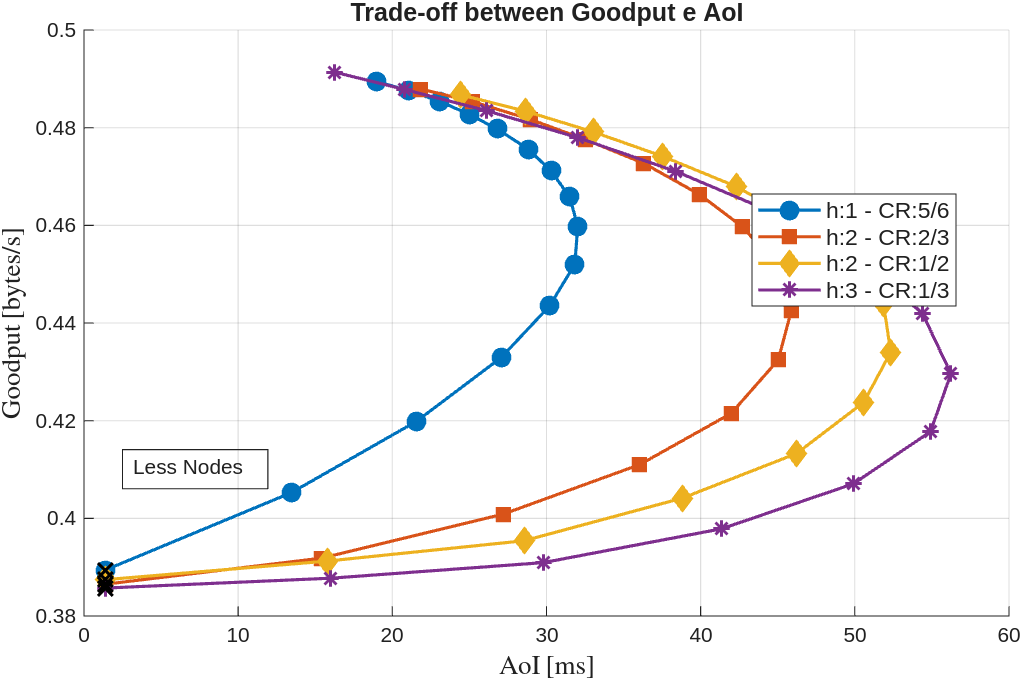 Trade-off between Goodput e AoI
0.5
0.48
0.46
0.44
0.42
0.4
0.38
Goodput [bytes/s]
h:1 - CR:5/6
h:2 - CR:2/3
h:2 - CR:1/2
h:3 - CR:1/3
Less Nodes
0 10 20 30 40 50 60
AoI [ms]